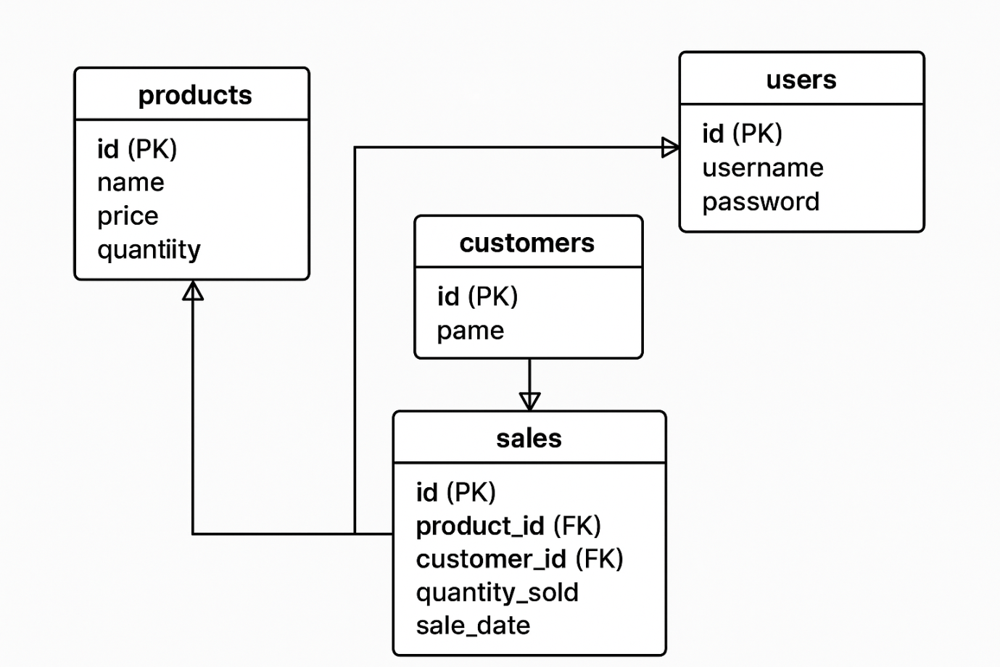 products
id (PK)
name
price
quantiity
users
id (PK)
username
password
customers
id (PK)
pame
sales
id (PK)
product_id (FK)
customer_id (FK)
quantity_sold
sale_date